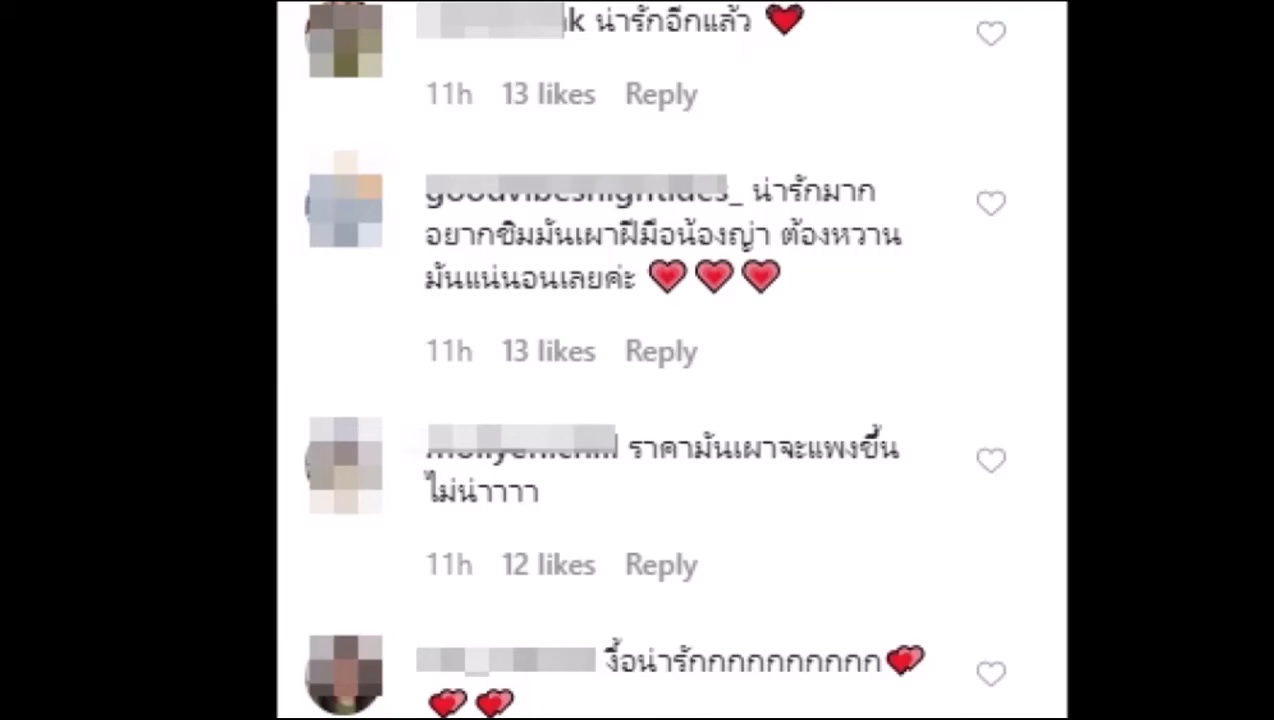 น่ารักอีกแล้ว ❤
11h 13 likes Reply
น่ารักมาก
อยากชิมมันเผาฝีมือน้องญ่า ต้องหวาน
มันแน่นอนเลยค่ะ 💗💗💗
11h 13 likes Reply
ราคามันเผาจะแพงขึ้น
ไม่น่าาาา
11h 12 likes Reply
งื้อน่ารักกกกกกกกกกก💕
💕💕